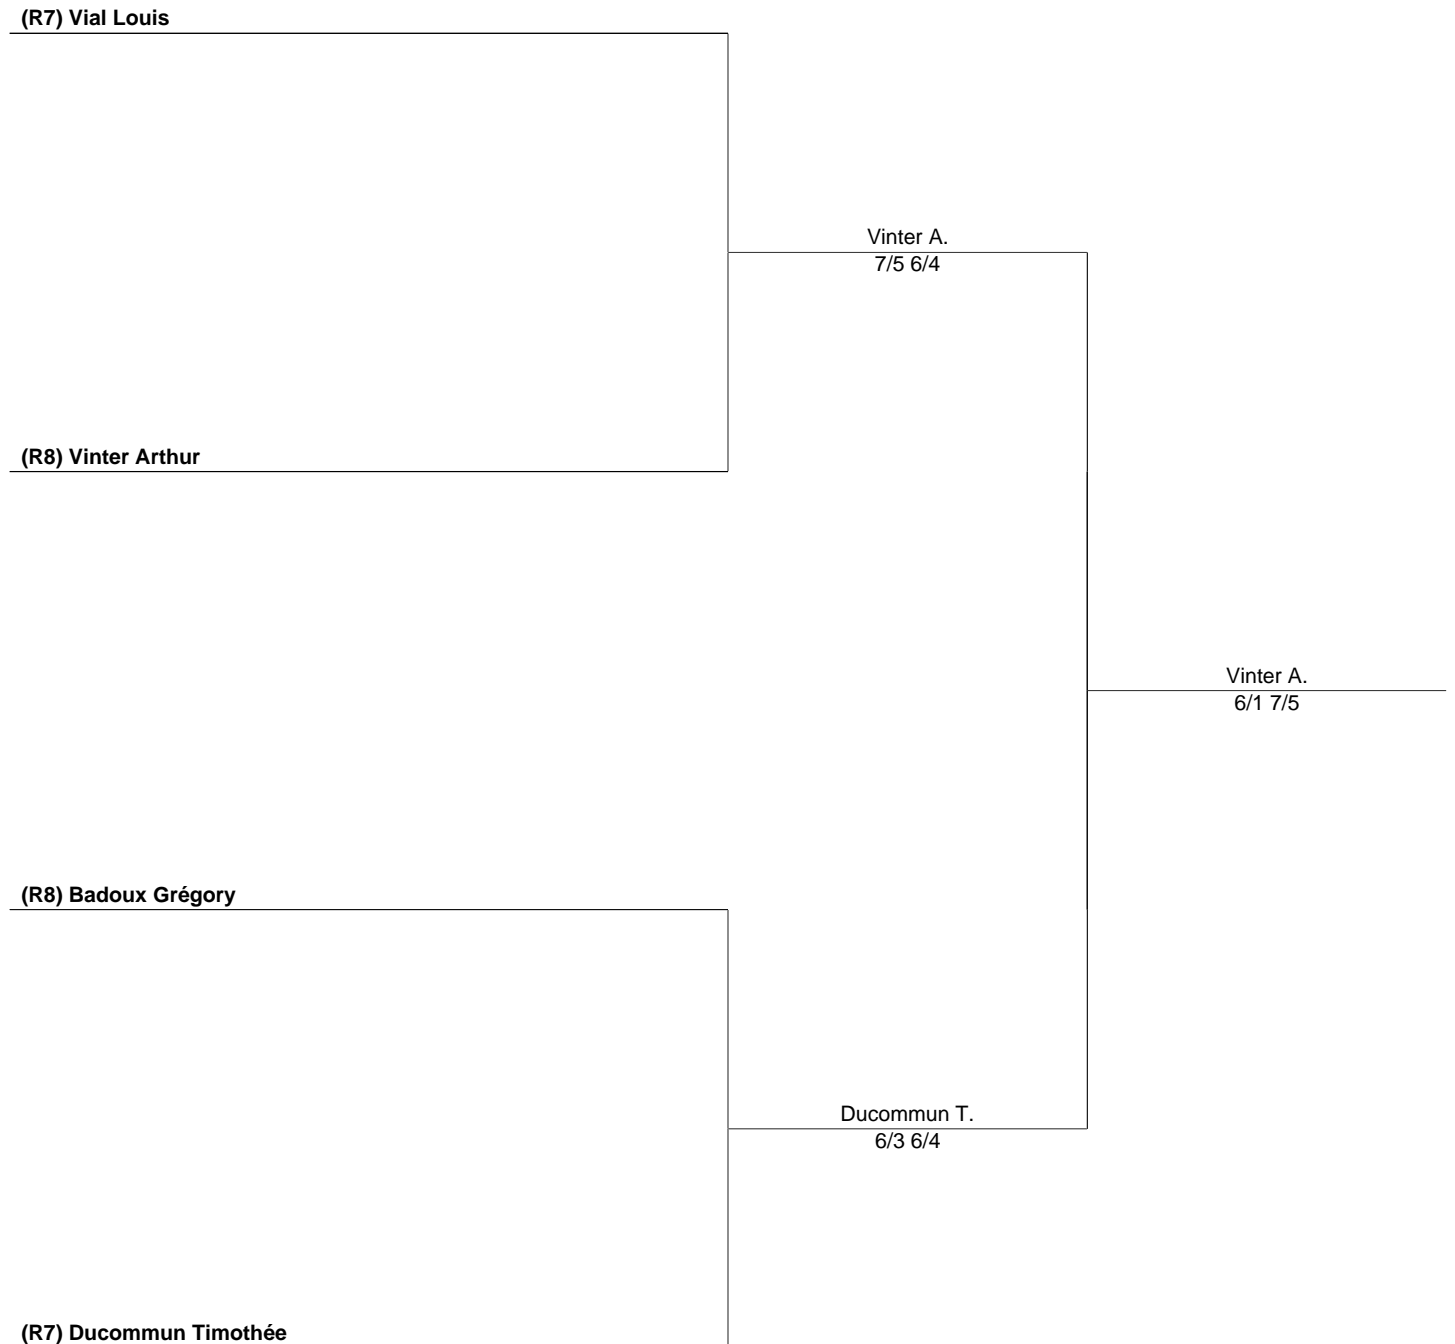 (R7) Vial Louis
Vinter A.
7/5 6/4
(R8) Vinter Arthur
Vinter A.
6/1 7/5
(R8) Badoux Grégory
Ducommun T.
6/3 6/4
(R7) Ducommun Timothée